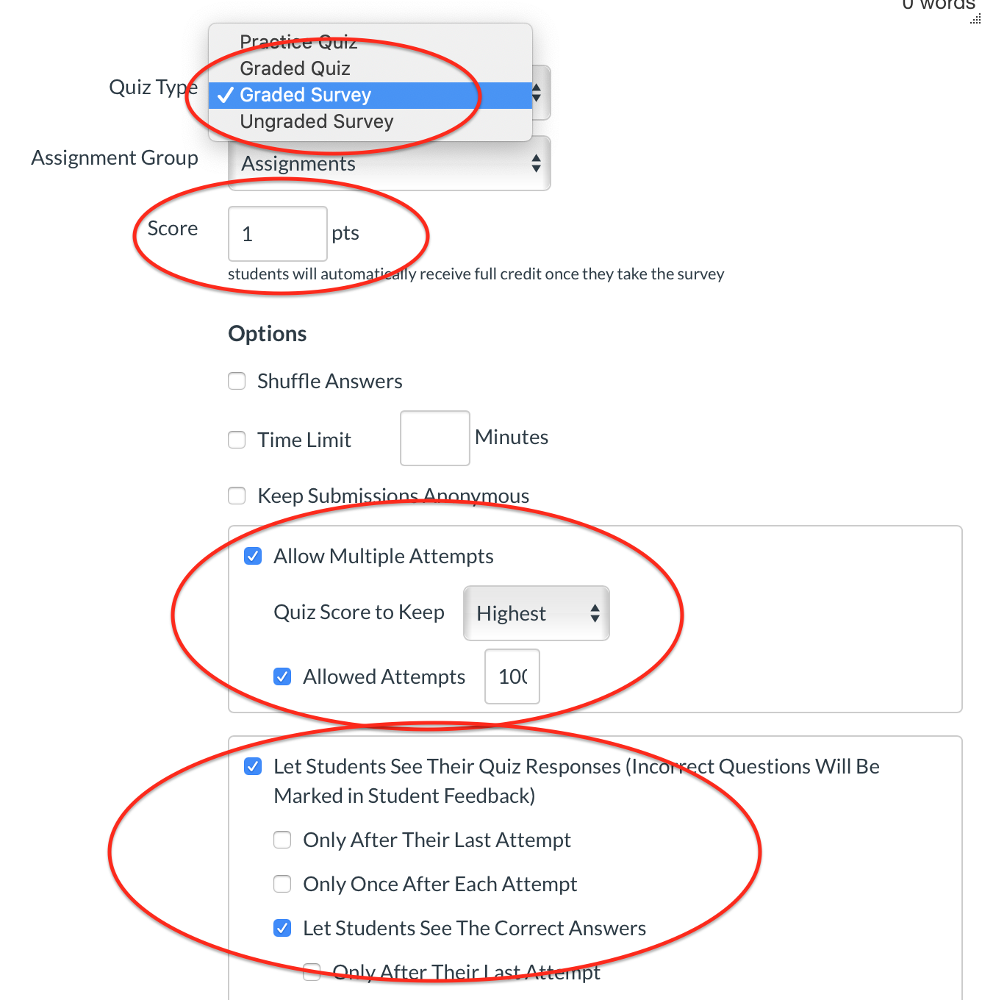 0 words
Practice Quiz
Graded Quiz
Quiz Type
✓ Graded Survey
Ungraded Survey
Assignment Group
Assignments
Score
1
pts
students will automatically receive full credit once they take the survey
Options
Shuffle Answers
Time Limit
Minutes
Keep Submissions Anonymous
Allow Multiple Attempts
Quiz Score to Keep
Highest
Allowed Attempts
100
Let Students See Their Quiz Responses (Incorrect Questions Will Be
Marked in Student Feedback)
Only After Their Last Attempt
Only Once After Each Attempt
Let Students See The Correct Answers
Only After Their Last Attempt